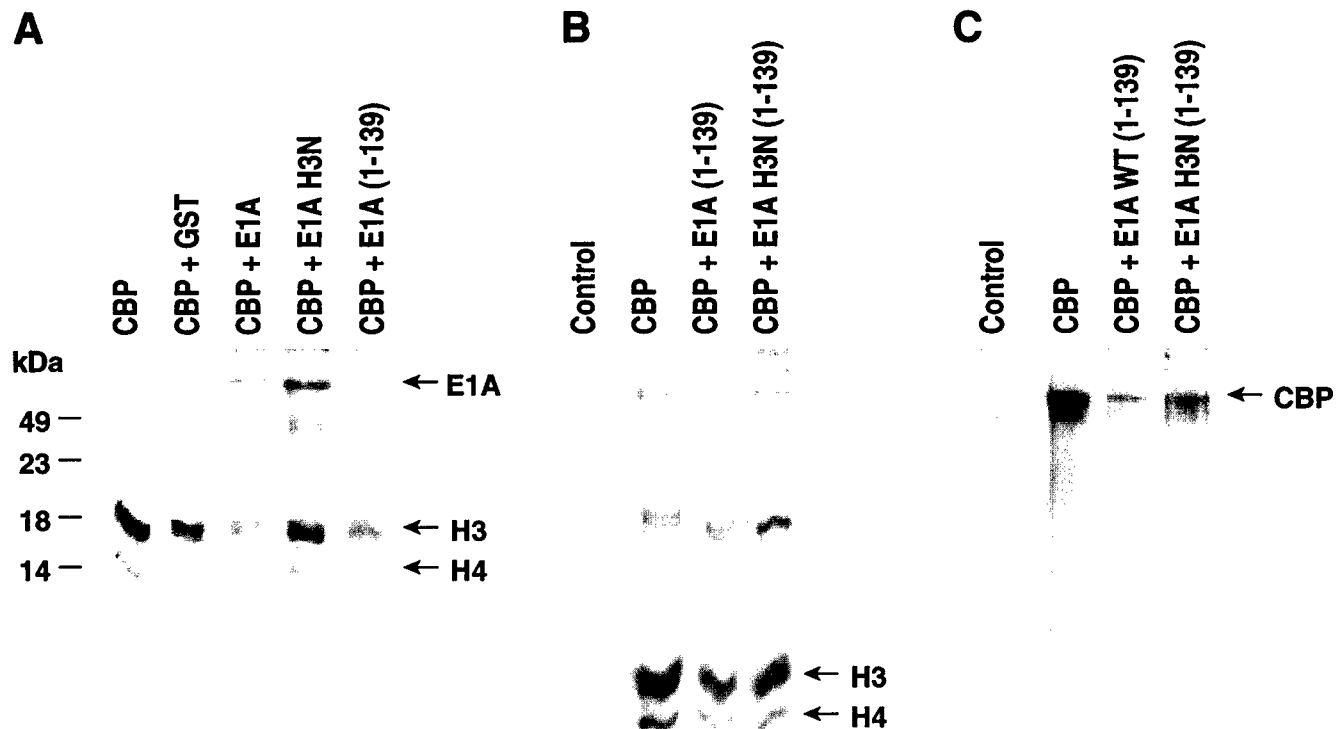 A
CBP
CBP + GST
CBP + E1A
CBP + E1A H3N
CBP + E1A (1-139)
kDa
49
23
18
14
E1A
H3
H4
B
Control
CBP
CBP + E1A (1-139)
CBP + E1A H3N (1-139)
H3
H4
C
Control
CBP
CBP + E1A WT (1-139)
CBP + E1A H3N (1-139)
CBP